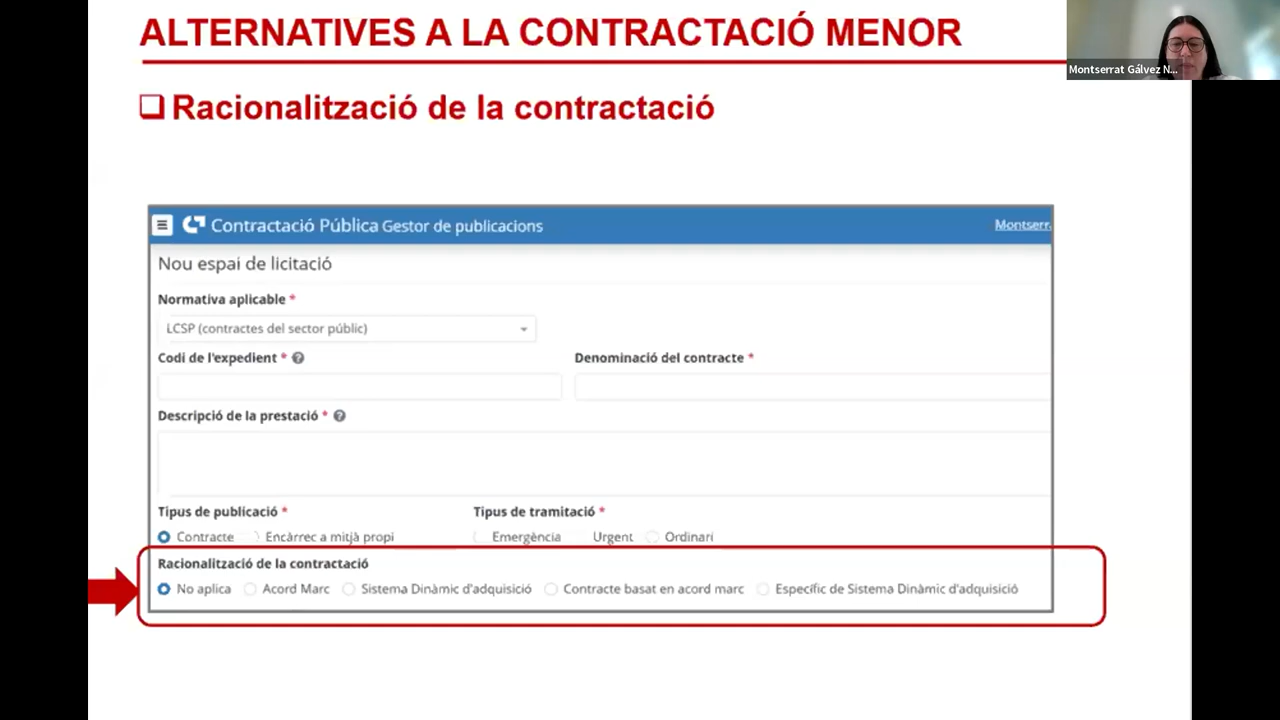 ALTERNATIVES A LA CONTRACTACIÓ MENOR
Montserrat Gálvez N...
Racionalització de la contractació
Contractació Pública Gestor de publicacions
Montserr
Nou espai de licitació
Normativa aplicable *
LCSP (contractes del sector públic)
Codi de l'expedient * Denominació del contracte *
Descripció de la prestació *
Tipus de publicació * Tipus de tramitació *
Contracte Encàrrec a mitjà propi Emergència Urgent Ordinari
Racionalització de la contractació
No aplica Acord Marc Sistema Dinàmic d'adquisició Contracte basat en acord marc Específic de Sistema Dinàmic d'adquisició